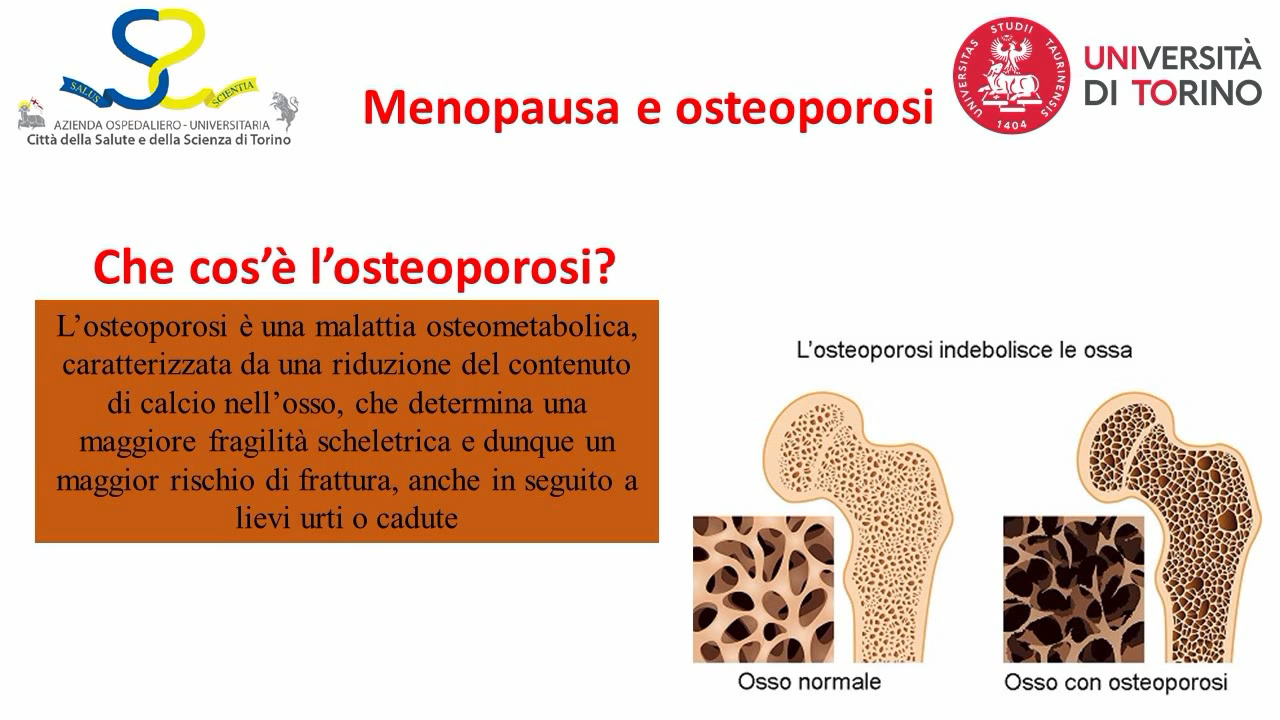 SALUS
SCIENTIA
AZIENDA OSPEDALIERO - UNIVERSITARIA
Città della Salute e della Scienza di Torino
Menopausa e osteoporosi
UNIVERSITAS STUDII TAURINENSIS
1404
UNIVERSITÀ
DI TORINO
Che cos’è l’osteoporosi?
L’osteoporosi è una malattia osteometabolica,
caratterizzata da una riduzione del contenuto
di calcio nell’osso, che determina una
maggiore fragilità scheletrica e dunque un
maggior rischio di frattura, anche in seguito a
lievi urti o cadute
L’osteoporosi indebolisce le ossa
Osso normale
Osso con osteoporosi